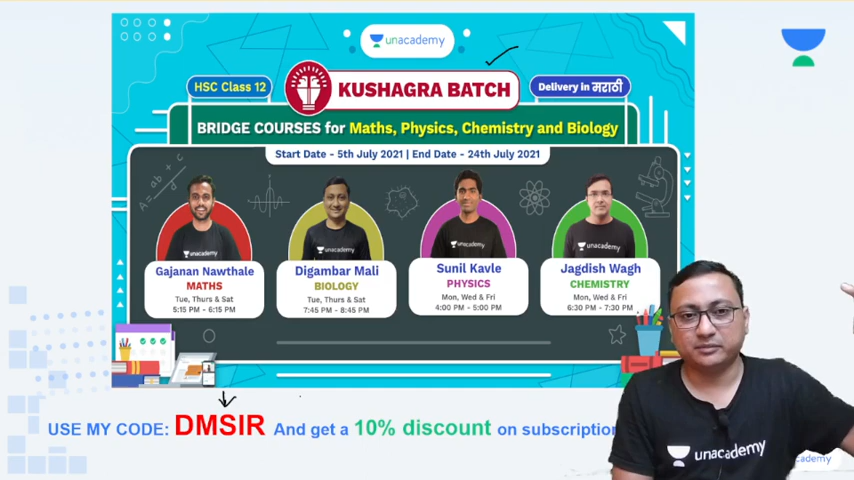 unacademy
HSC Class 12
KUSHAGRA BATCH
Delivery in मराठी
BRIDGE COURSES for Maths, Physics, Chemistry and Biology
Start Date - 5th July 2021 | End Date - 24th July 2021
unacademy
unacademy
unacademy
unacademy
Gajanan Nawthale
MATHS
Tue, Thurs & Sat
5:15 PM - 6:15 PM
Digambar Mali
BIOLOGY
Tue, Thurs & Sat
7:45 PM - 8:45 PM
Sunil Kavle
PHYSICS
Mon, Wed & Fri
4:00 PM - 5:00 PM
Jagdish Wagh
CHEMISTRY
Mon, Wed & Fri
6:30 PM - 7:30 PM
USE MY CODE: DMSIR And get a 10% discount on subscription
unacademy